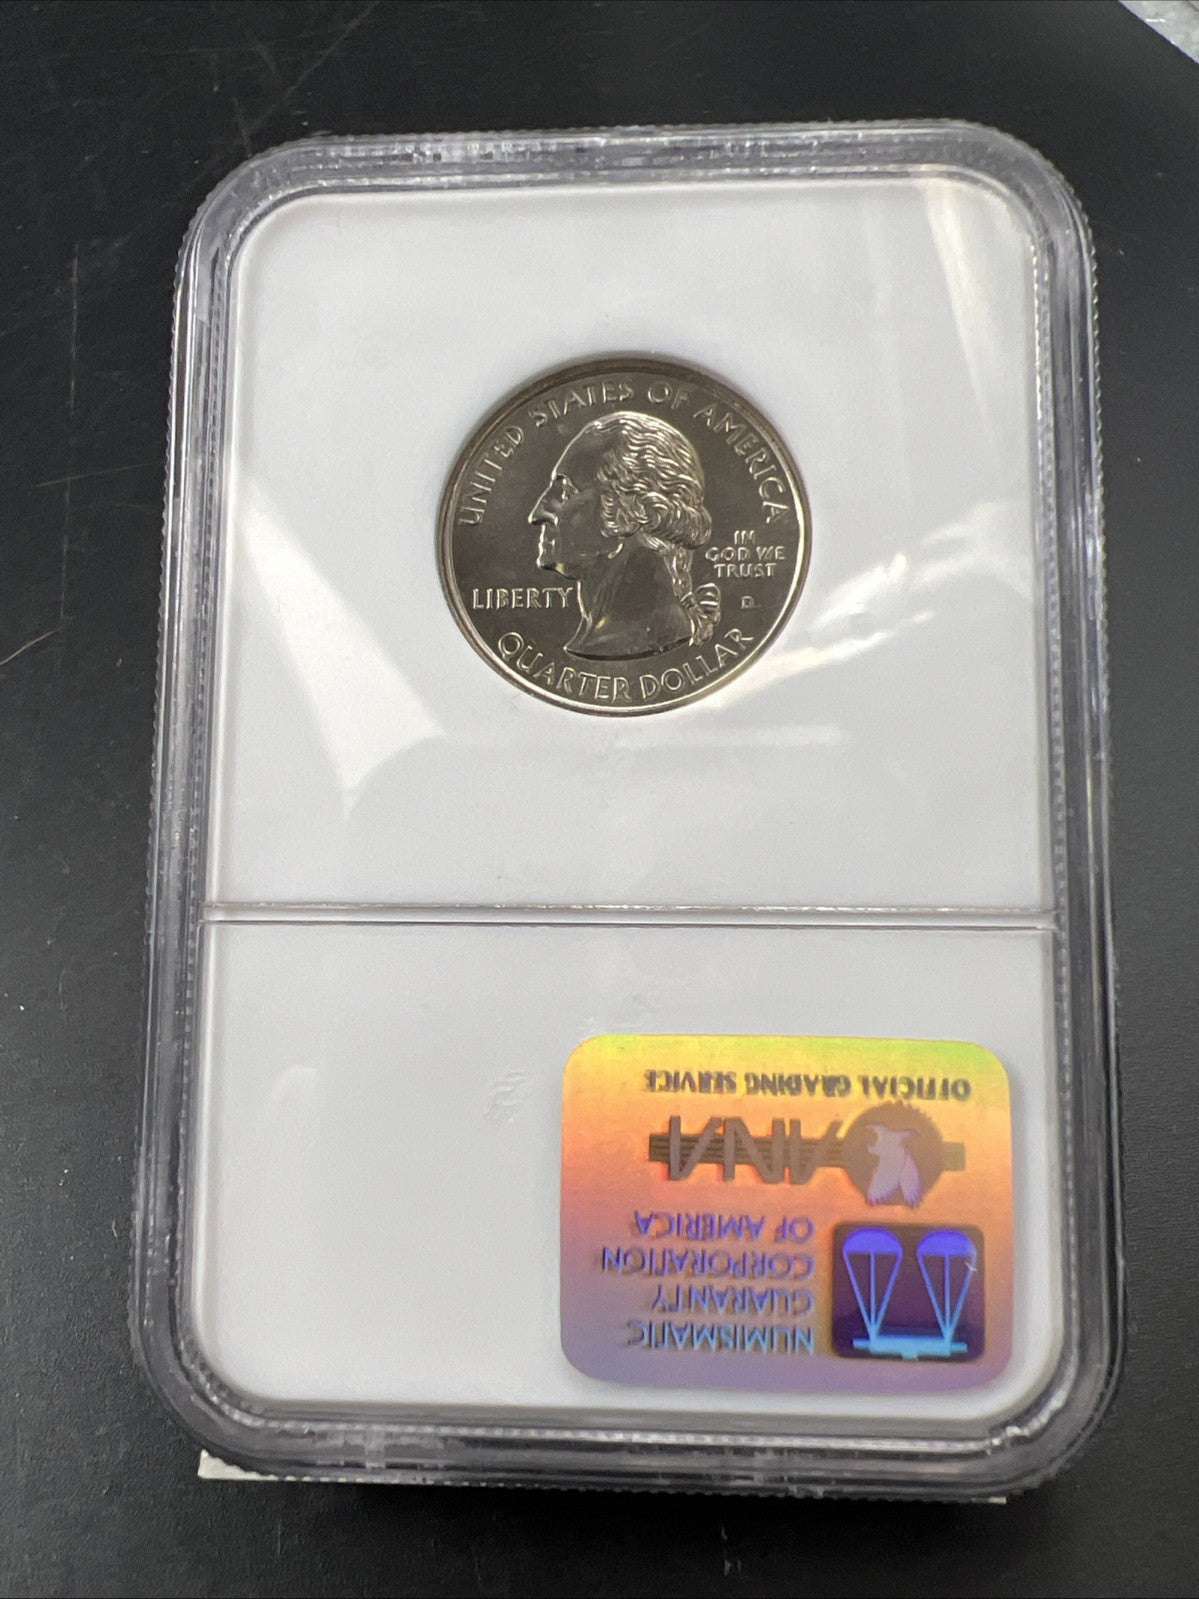 UNITED STATES OF AMERICA
IN
GOD WE
TRUST
LIBERTY
P
QUARTER DOLLAR
NUMISMATIC
GUARANTY
CORPORATION
OF AMERICA
ANA
OFFICIAL GRADING SERVICE